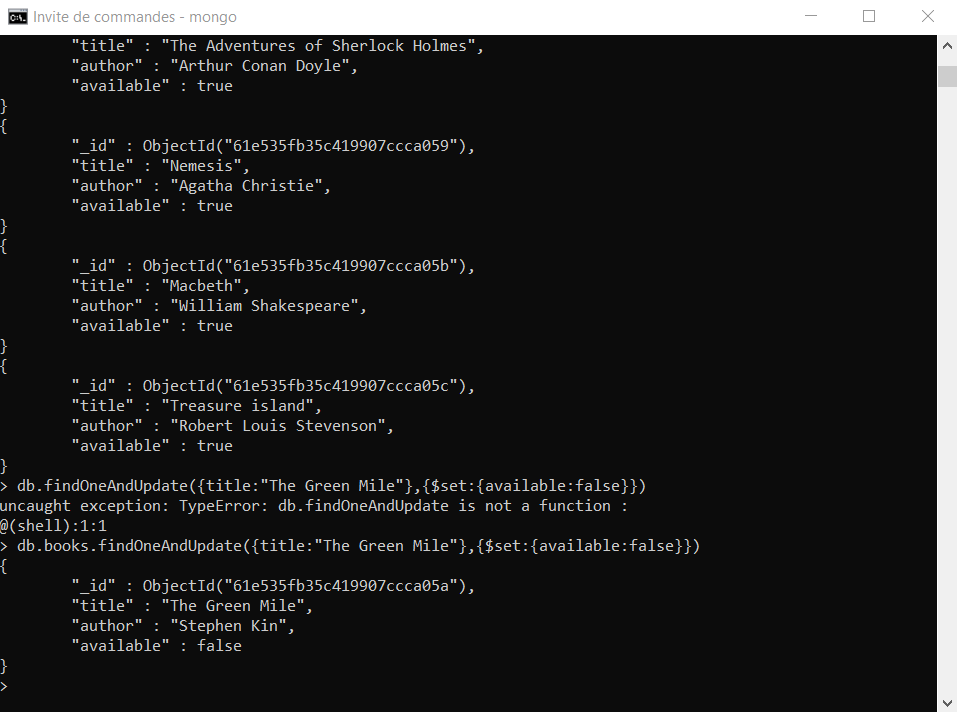 Invite de commandes - mongo
"title" : "The Adventures of Sherlock Holmes",
"author" : "Arthur Conan Doyle",
"available" : true
}
{
"_id" : ObjectId("61e535fb35c419907ccca059"),
"title" : "Nemesis",
"author" : "Agatha Christie",
"available" : true
}
{
"_id" : ObjectId("61e535fb35c419907ccca05b"),
"title" : "Macbeth",
"author" : "William Shakespeare",
"available" : true
}
{
"_id" : ObjectId("61e535fb35c419907ccca05c"),
"title" : "Treasure island",
"author" : "Robert Louis Stevenson",
"available" : true
}
> db.findOneAndUpdate({title:"The Green Mile"},{$set:{available:false}})
uncaught exception: TypeError: db.findOneAndUpdate is not a function :
@(shell):1:1
> db.books.findOneAndUpdate({title:"The Green Mile"},{$set:{available:false}})
{
"_id" : ObjectId("61e535fb35c419907ccca05a"),
"title" : "The Green Mile",
"author" : "Stephen Kin",
"available" : false
}
>